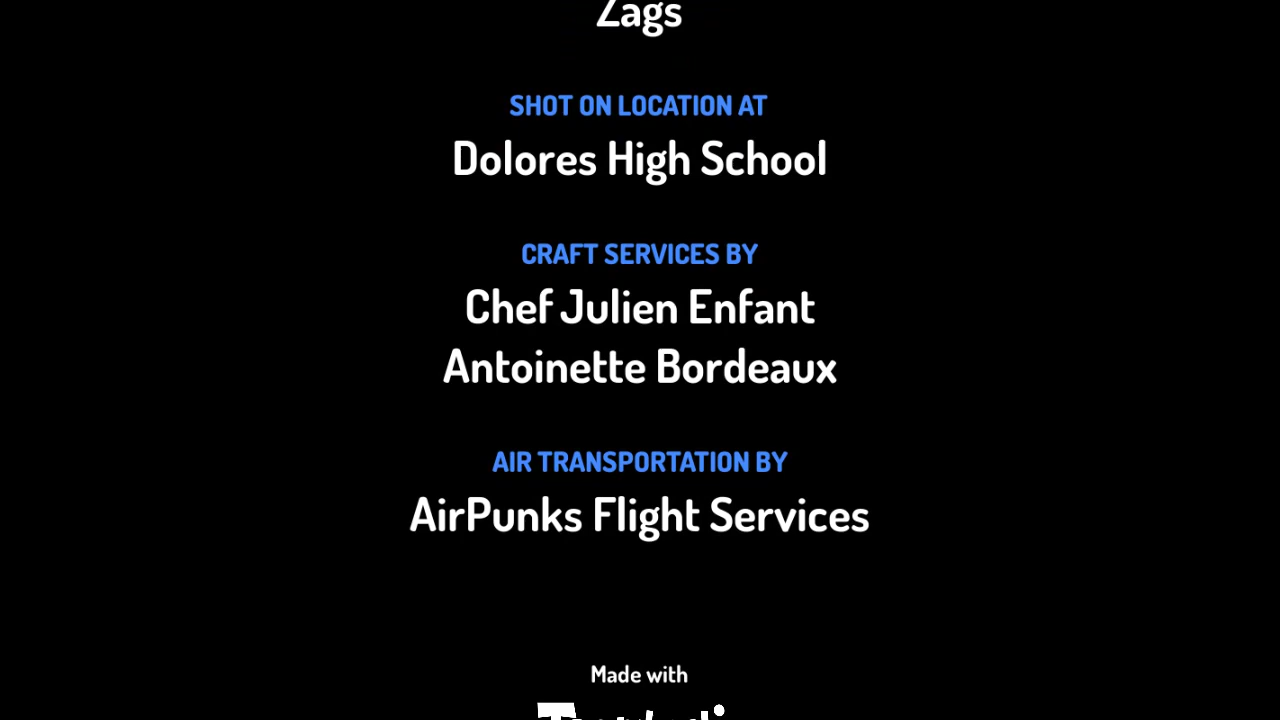 Zags
SHOT ON LOCATION AT
Dolores High School
CRAFT SERVICES BY
Chef Julien Enfant
Antoinette Bordeaux
AIR TRANSPORTATION BY
AirPunks Flight Services
Made with